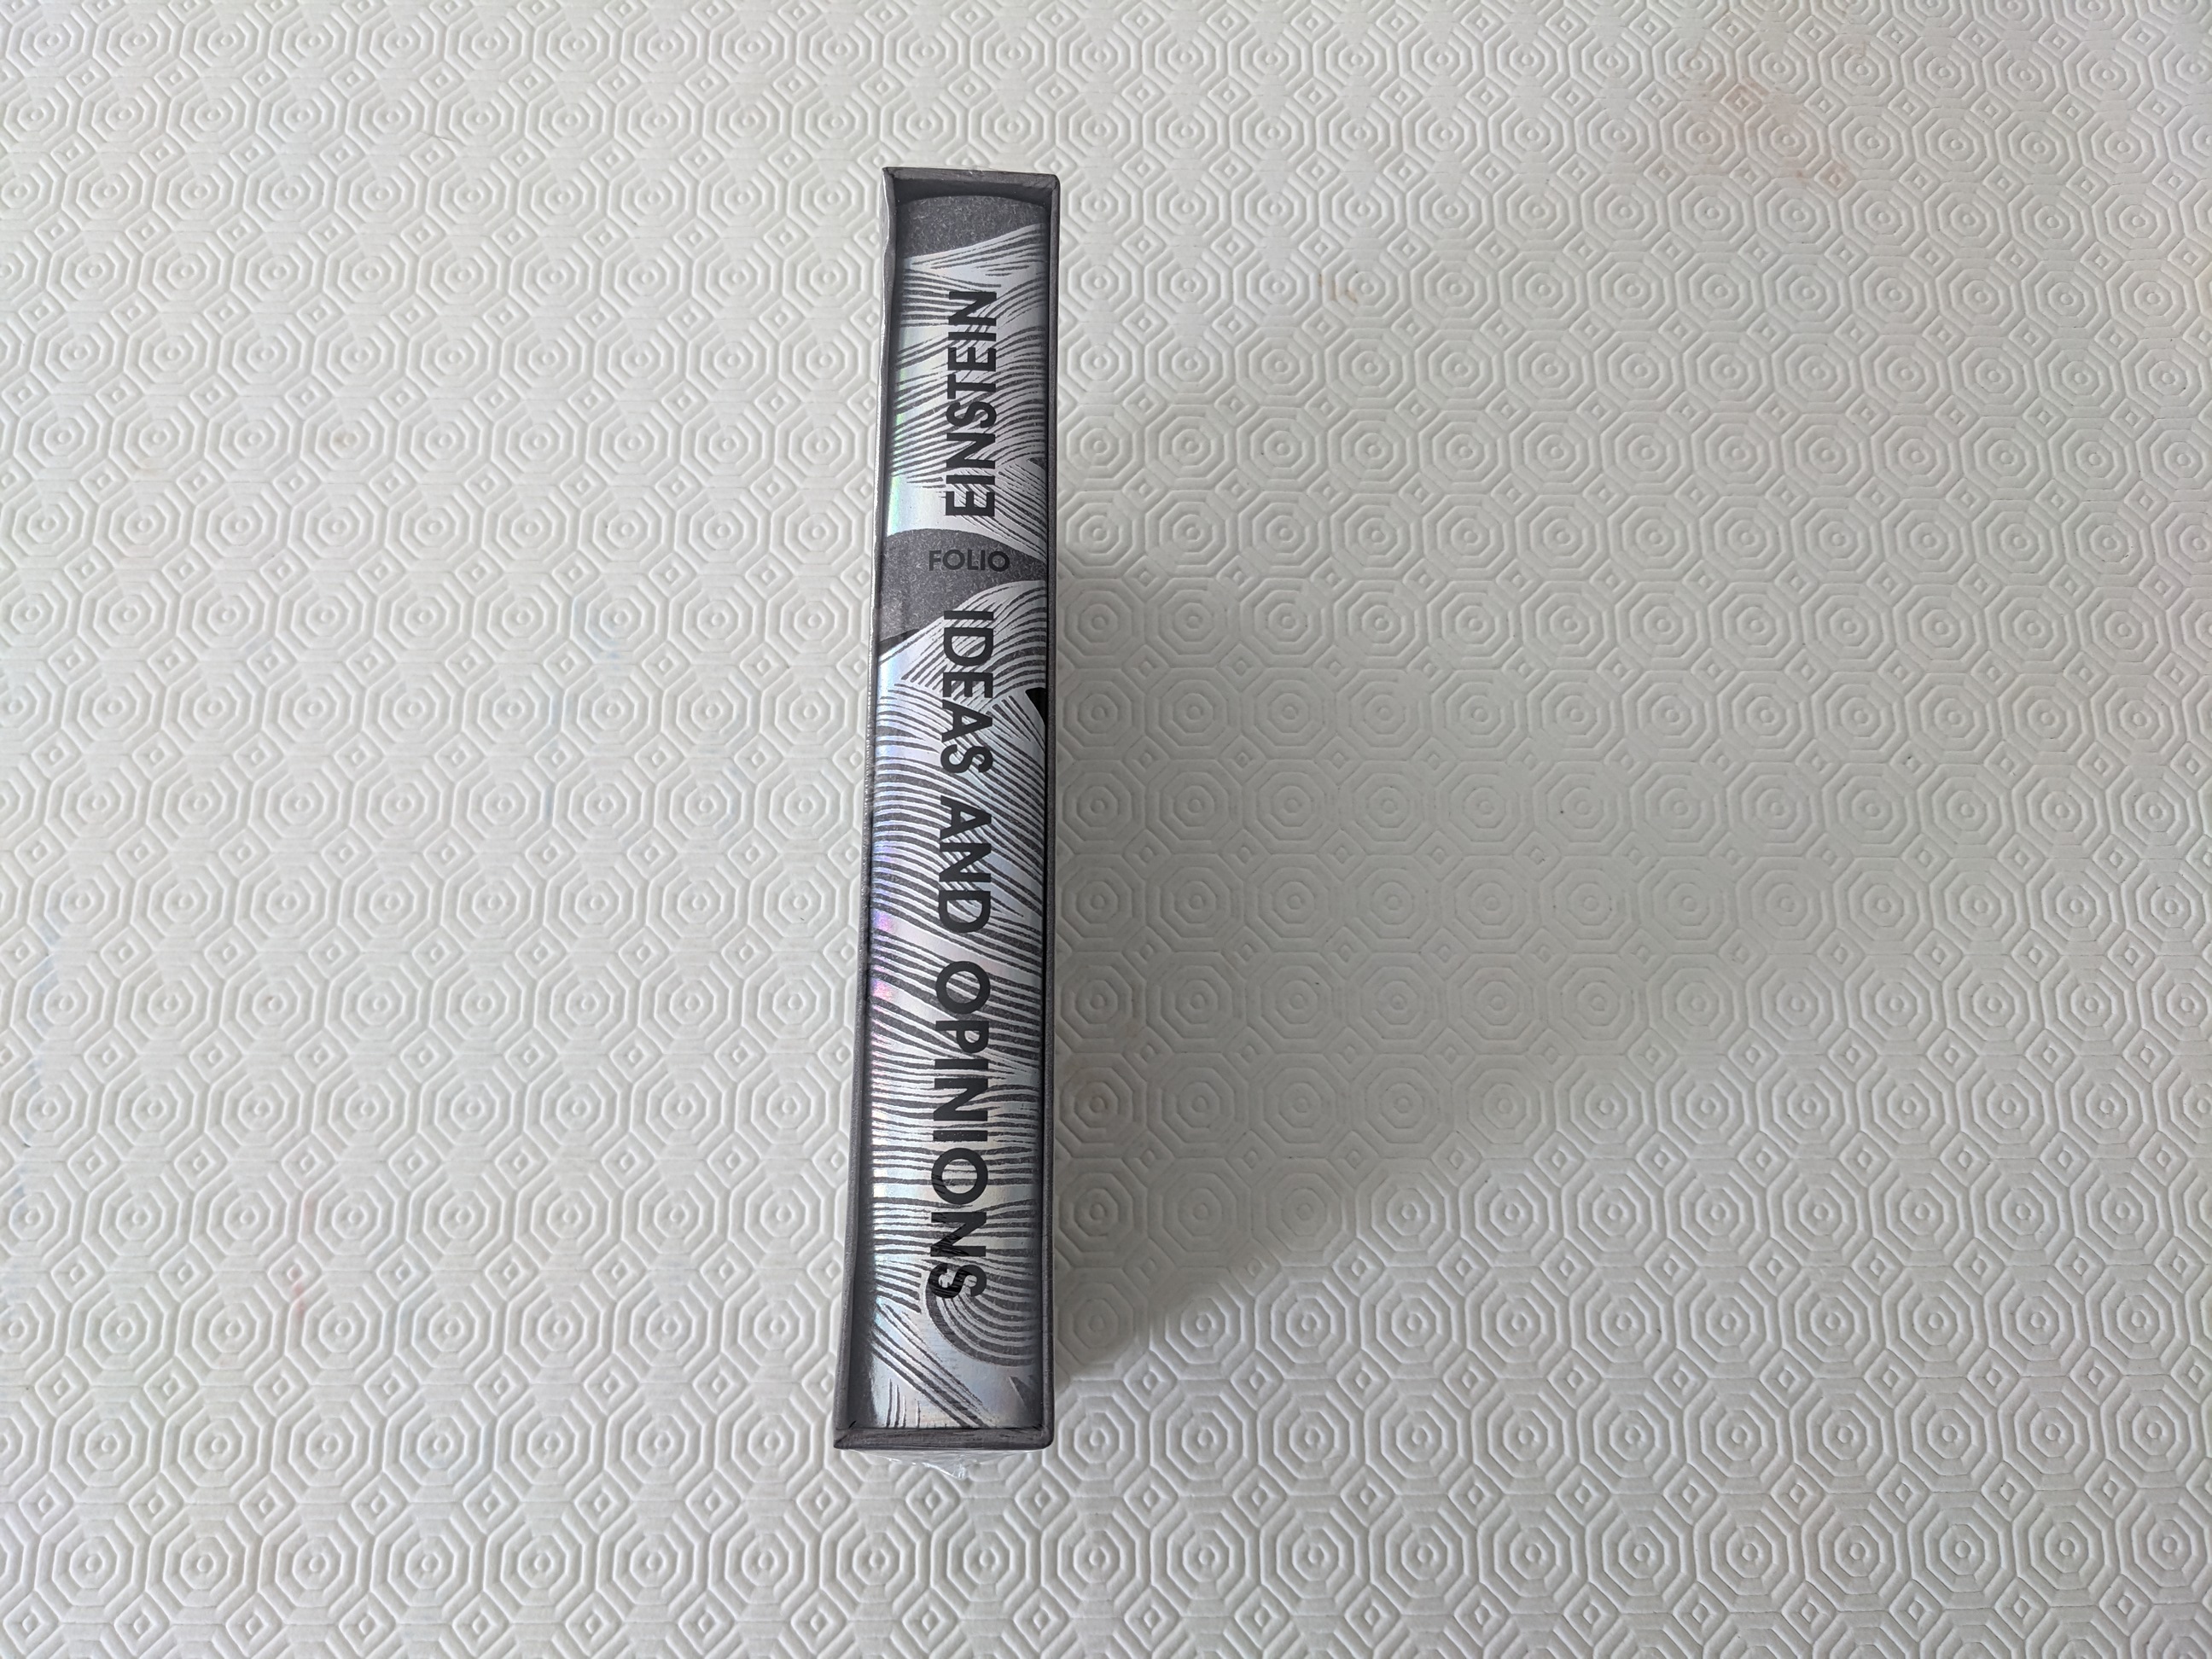 EINSTEIN
FOLIO
IDEAS AND OPINIONS